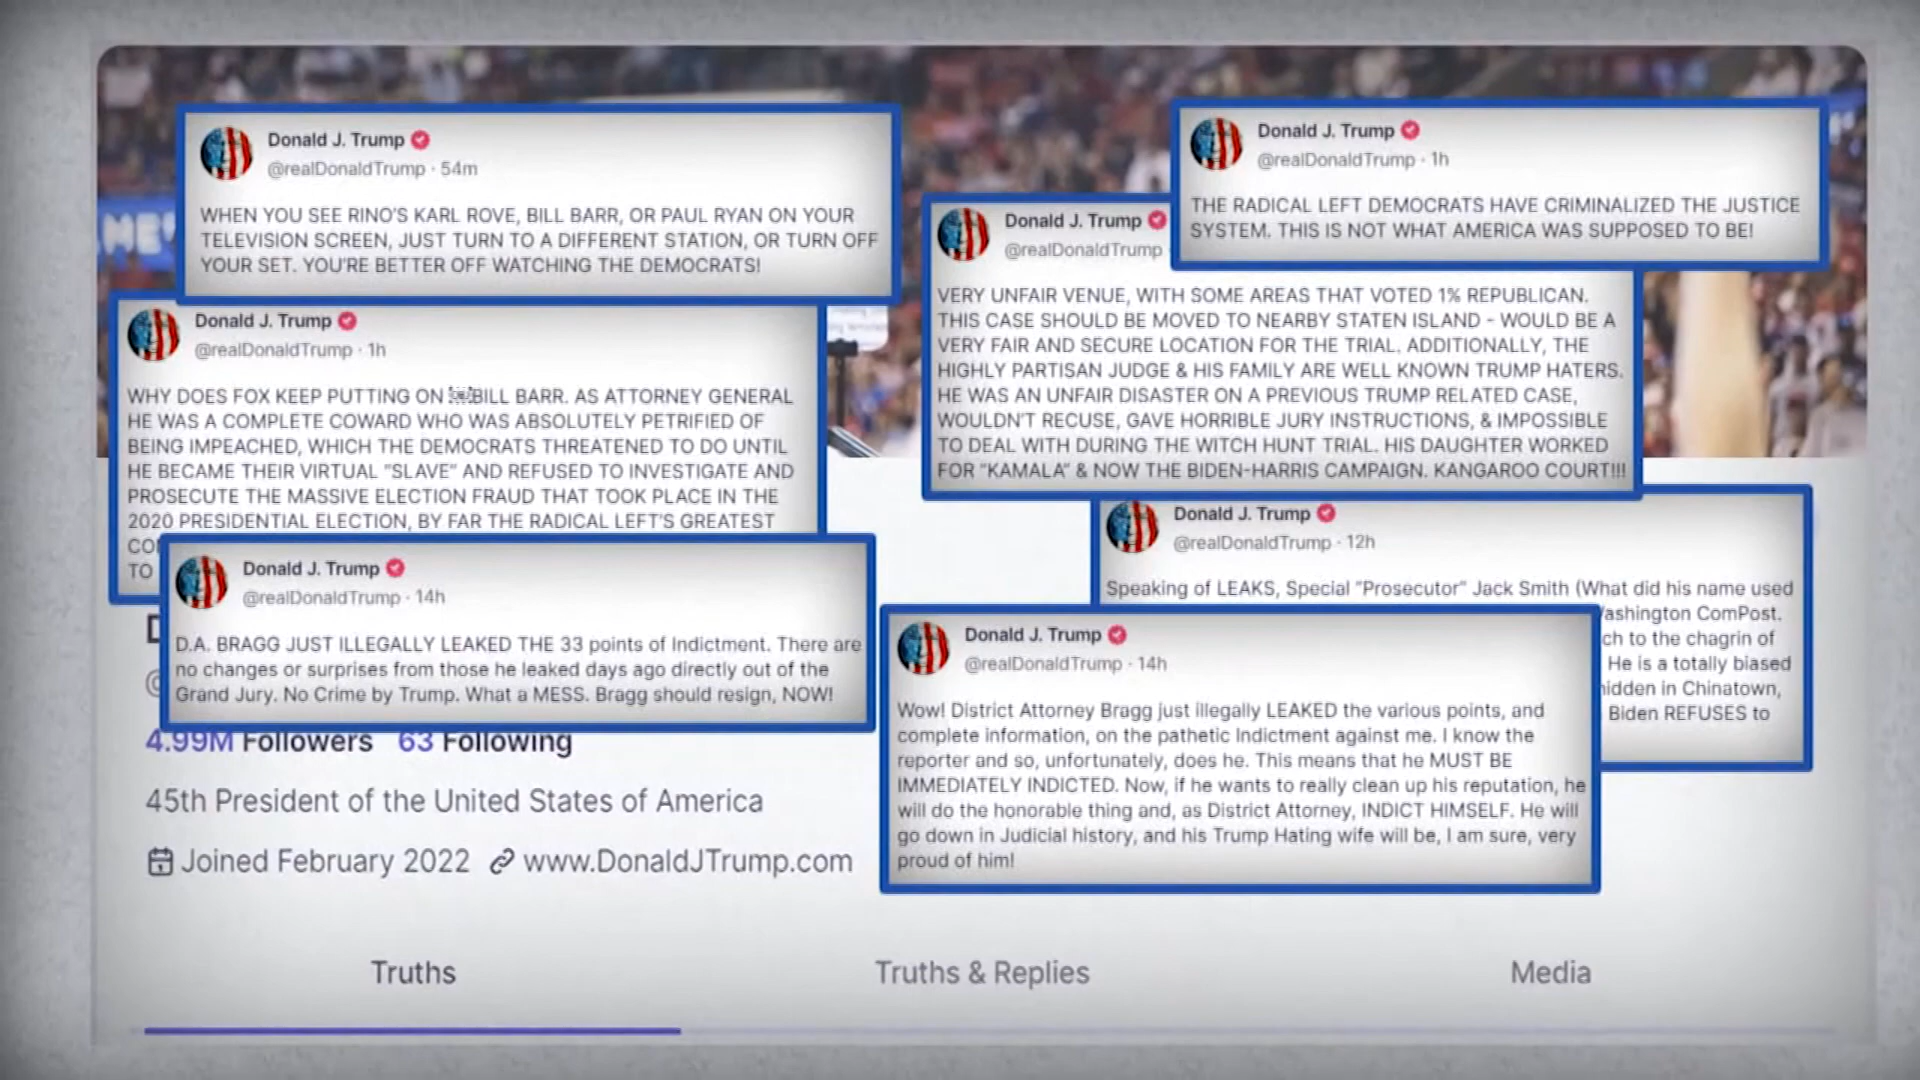 Donald J. Trump
@realDonaldTrump · 54m
WHEN YOU SEE RINO'S KARL ROVE, BILL BARR, OR PAUL RYAN ON YOUR
TELEVISION SCREEN, JUST TURN TO A DIFFERENT STATION, OR TURN OFF
YOUR SET. YOU'RE BETTER OFF WATCHING THE DEMOCRATS!
Donald J. Trump
@realDonaldTrump · 1h
THE RADICAL LEFT DEMOCRATS HAVE CRIMINALIZED THE JUSTICE
SYSTEM. THIS IS NOT WHAT AMERICA WAS SUPPOSED TO BE!
Donald J. Trump
@realDonaldTrump
VERY UNFAIR VENUE, WITH SOME AREAS THAT VOTED 1% REPUBLICAN.
THIS CASE SHOULD BE MOVED TO NEARBY STATEN ISLAND - WOULD BE A
VERY FAIR AND SECURE LOCATION FOR THE TRIAL. ADDITIONALLY, THE
HIGHLY PARTISAN JUDGE & HIS FAMILY ARE WELL KNOWN TRUMP HATERS.
HE WAS AN UNFAIR DISASTER ON A PREVIOUS TRUMP RELATED CASE,
WOULDN'T RECUSE, GAVE HORRIBLE JURY INSTRUCTIONS, & IMPOSSIBLE
TO DEAL WITH DURING THE WITCH HUNT TRIAL. HIS DAUGHTER WORKED
FOR "KAMALA" & NOW THE BIDEN-HARRIS CAMPAIGN. KANGAROO COURT!!!
Donald J. Trump
@realDonaldTrump · 1h
WHY DOES FOX KEEP PUTTING ON BILL BARR. AS ATTORNEY GENERAL
HE WAS A COMPLETE COWARD WHO WAS ABSOLUTELY PETRIFIED OF
BEING IMPEACHED, WHICH THE DEMOCRATS THREATENED TO DO UNTIL
HE BECAME THEIR VIRTUAL "SLAVE" AND REFUSED TO INVESTIGATE AND
PROSECUTE THE MASSIVE ELECTION FRAUD THAT TOOK PLACE IN THE
2020 PRESIDENTIAL ELECTION, BY FAR THE RADICAL LEFT'S GREATEST
TO
Donald J. Trump
@realDonaldTrump · 12h
Speaking of LEAKS, Special "Prosecutor" Jack Smith (What did his name used
ComPost.
to the chagrin of
He is a totally biased
in Chinatown,
Biden REFUSES to
Donald J. Trump
@realDonaldTrump · 14h
D.A. BRAGG JUST ILLEGALLY LEAKED THE 33 points of Indictment. There are
no changes or surprises from those he leaked days ago directly out of the
Grand Jury. No Crime by Trump. What a MESS. Bragg should resign, NOW!
Donald J. Trump
@realDonaldTrump · 14h
Wow! District Attorney Bragg just illegally LEAKED the various points, and
complete information, on the pathetic Indictment against me. I know the
reporter and so, unfortunately, does he. This means that he MUST BE
IMMEDIATELY INDICTED. Now, if he wants to really clean up his reputation, he
will do the honorable thing and, as District Attorney, INDICT HIMSELF. He will
go down in Judicial history, and his Trump Hating wife will be, I am sure, very
proud of him!
4.99M Followers 63 Following
45th President of the United States of America
Joined February 2022 www.DonaldJTrump.com
Truths
Truths & Replies
Media